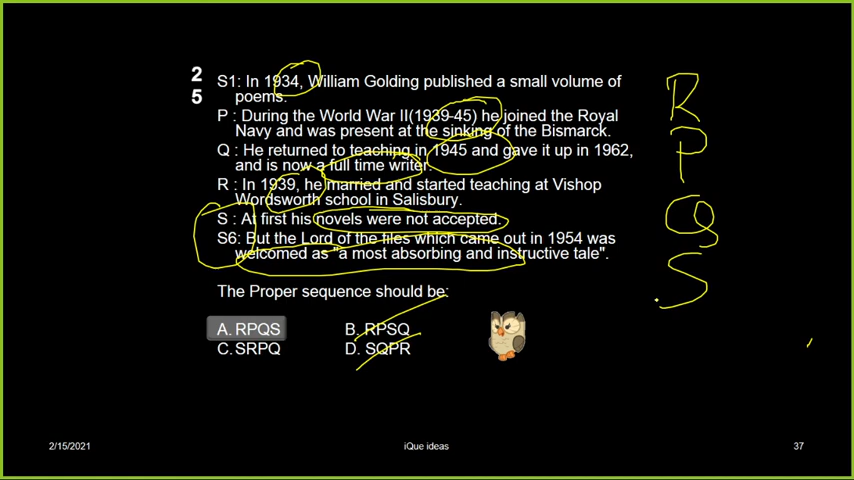 2
5
S1: In 1934, William Golding published a small volume of
poems.
P : During the World War II(1939-45) he joined the Royal
Navy and was present at the sinking of the Bismarck.
Q : He returned to teaching in 1945 and gave it up in 1962,
and is now a full time writer.
R : In 1939, he married and started teaching at Vishop
Wordsworth school in Salisbury.
S : At first his novels were not accepted.
S6: But the Lord of the files which came out in 1954 was
welcomed as "a most absorbing and instructive tale".
The Proper sequence should be:
A. RPQS B. RPSQ
C. SRPQ D. SQPR
R
P
Q
S
2/15/2021 iQue ideas 37